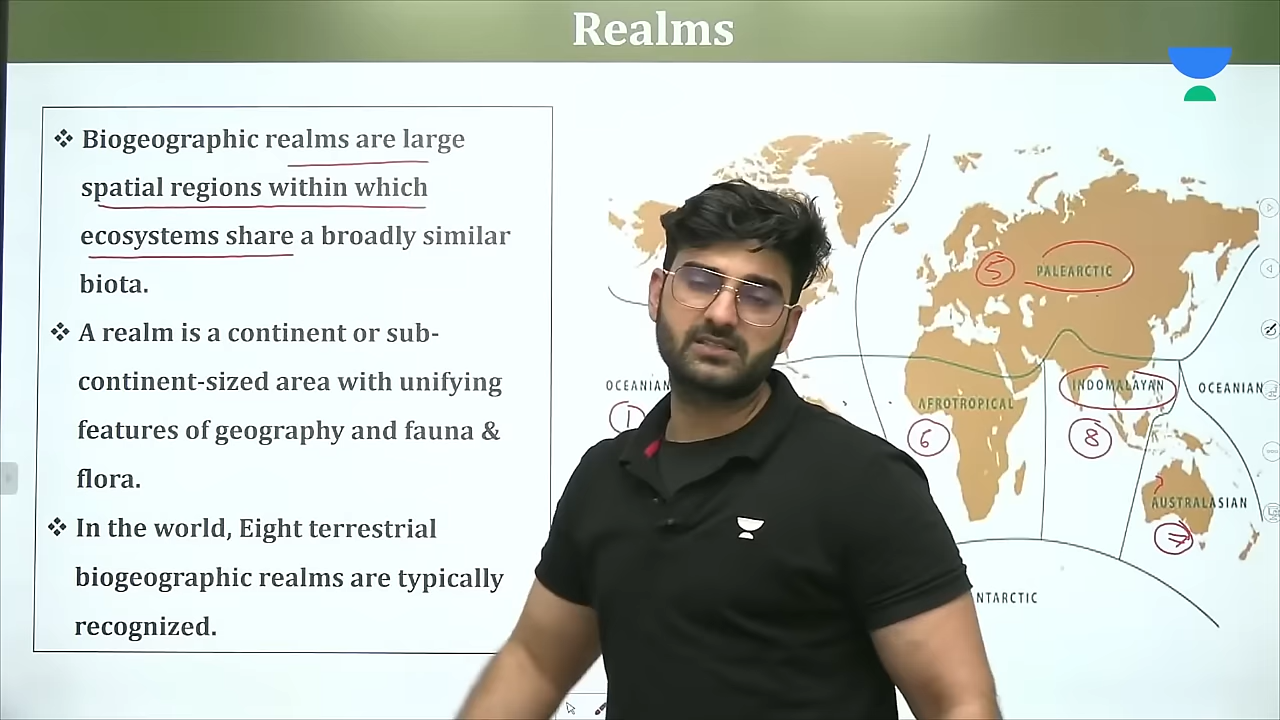 Realms
❖ Biogeographic realms are large
spatial regions within which
ecosystems share a broadly similar
biota.
❖ A realm is a continent or sub-
continent-sized area with unifying
features of geography and fauna &
flora.
❖ In the world, Eight terrestrial
biogeographic realms are typically
recognized.
5 PALEARCTIC
OCEANIAN
1
AFROTROPICAL
6
INDOMALAYAN
8
OCEANIAN
AUSTRALASIAN
7
NTARCTIC